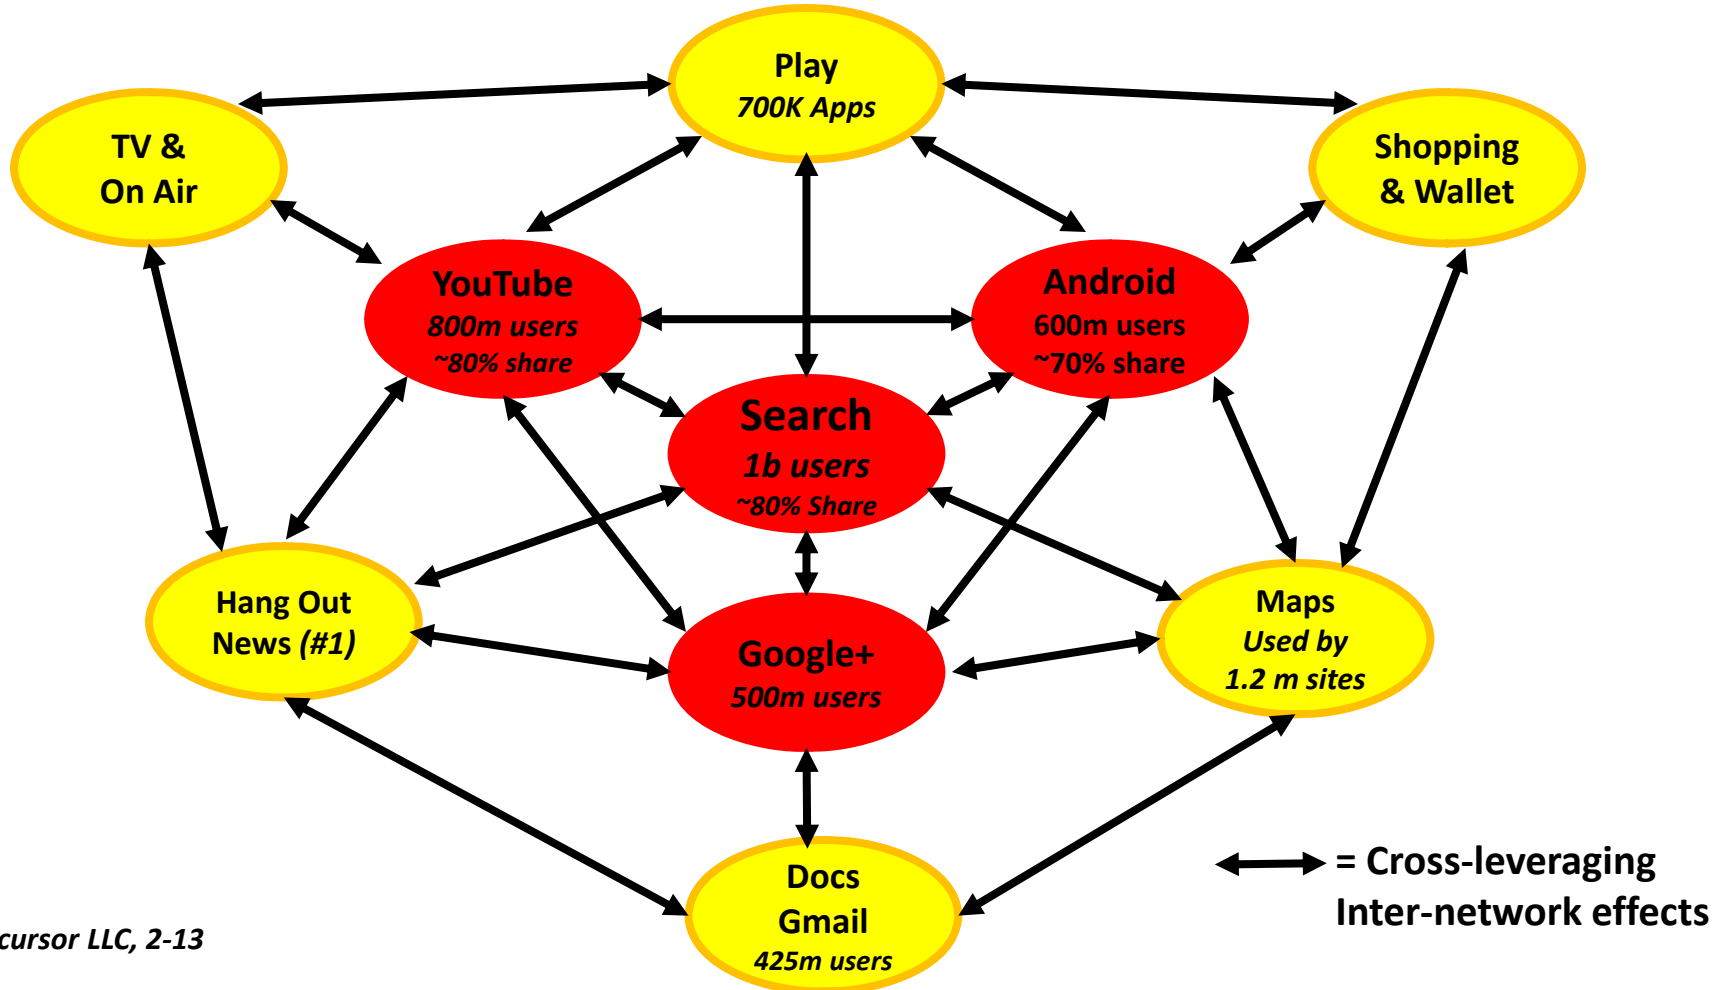 Play
700K Apps
TV &
On Air
Shopping
& Wallet
YouTube
800m users
~80% share
Android
600m users
~70% share
Search
1b users
~80% Share
Hang Out
News (#1)
Google+
500m users
Maps
Used by
1.2 m sites
Docs
Gmail
425m users
= Cross-leveraging
Inter-network effects
cursor LLC, 2-13